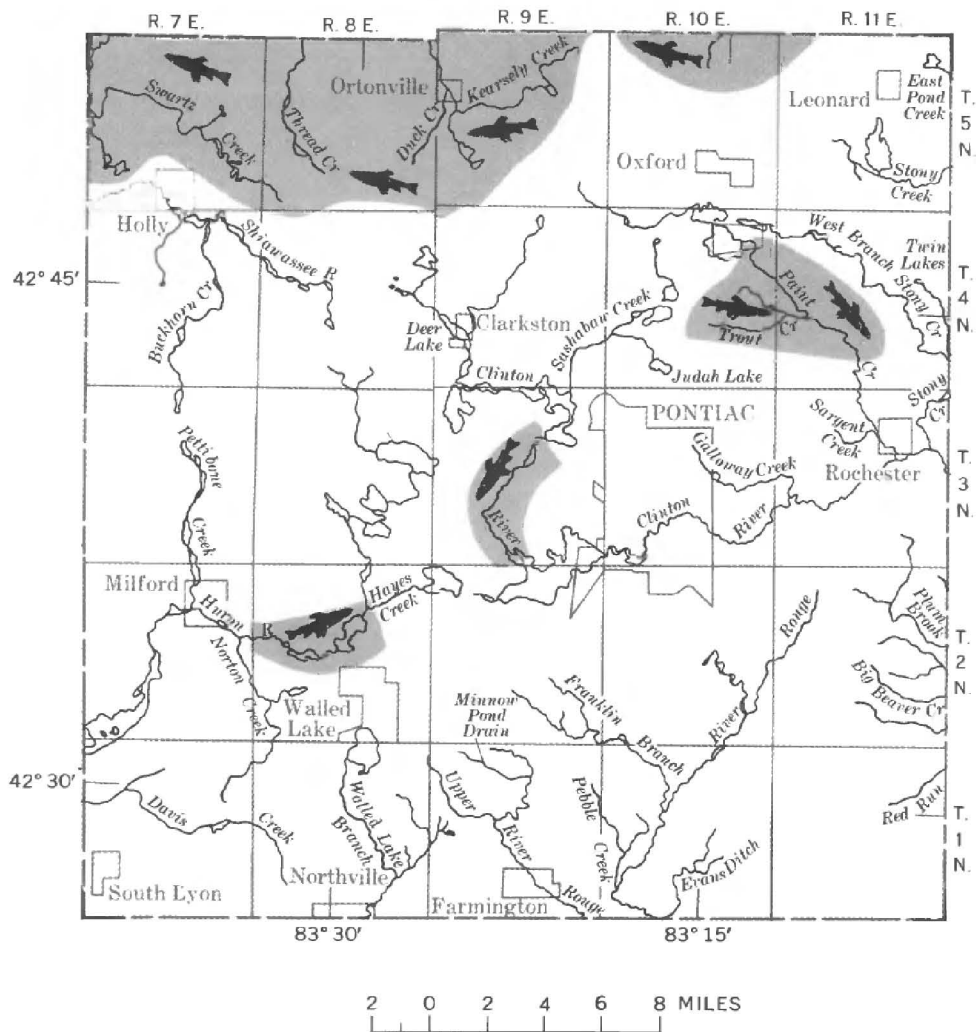 R. 7 E. R. 8 E. R. 9 E. R. 10 E. R. 11 E.
Swartz
Creek
Thread Cr
Ortonville
Duck Cr
Kearsely Creek
Leonard
East
Pond
Creek
T.
5
N.
Oxford
Stony
Creek
Holly
Shiawassee R
42° 45'
Buckhorn Cr
Deer
Lake
Clarkston
Sashabaw Creek
Clinton
Judah Lake
West Branch Stony Cr
Twin
Lakes
Paint
Cr
Trout
Cr
T.
4
N.
Pettibone
Creek
PONTIAC
Galloway Creek
Sargent
Creek
Stony
Cr
Rochester
River
Clinton
River
T.
3
N.
Milford
Huron R
Norton
Creek
Hayes
Creek
Walled
Lake
Minnow
Pond
Drain
Franklin
Branch
Rouge
River
Plum
Brook
Big Beaver Cr
T.
2
N.
42° 30'
Davis
Creek
Walled Lake
Branch
Upper
River
Rouge
Pebble
Creek
Evans Ditch
Red Run
T.
1
N.
South Lyon
Northville
Farmington
83° 30' 83° 15'
2 0 2 4 6 8 MILES